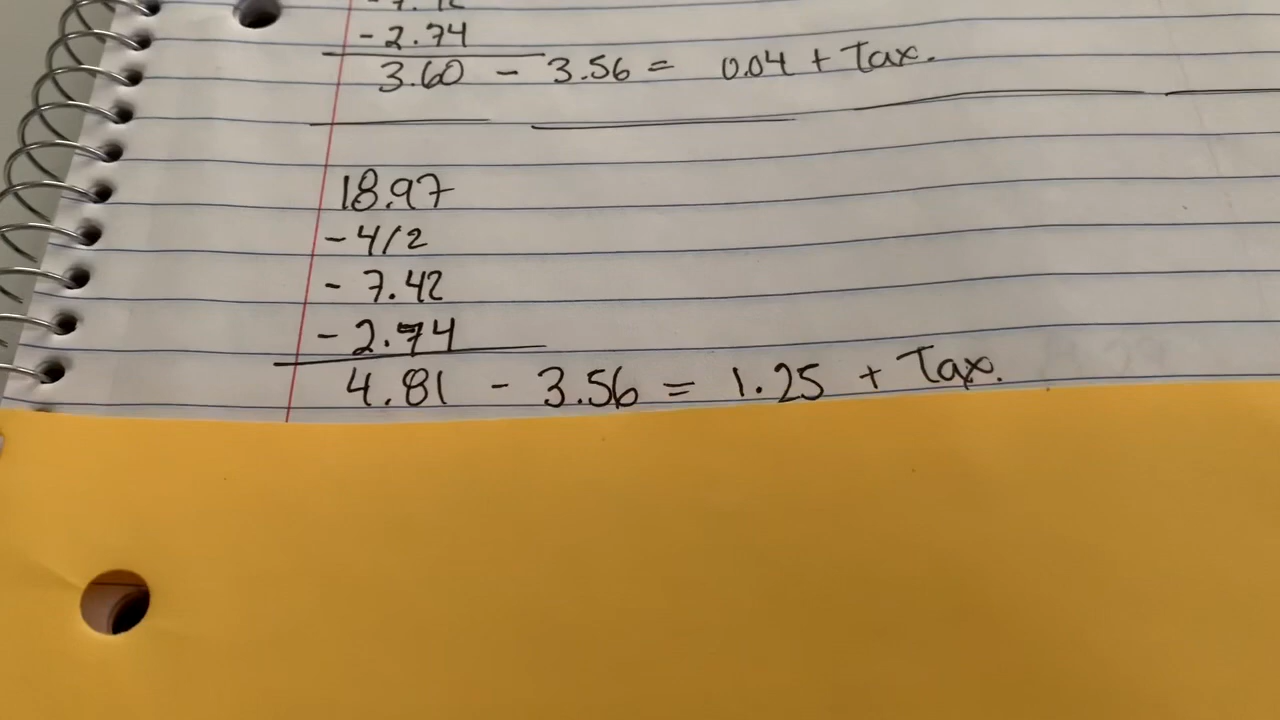 - 2.74
3.60 - 3.56 = 0.04 + Tax.
18.97
- 4/2
- 7.42
- 2.74
4.81 - 3.56 = 1.25 + Tax.